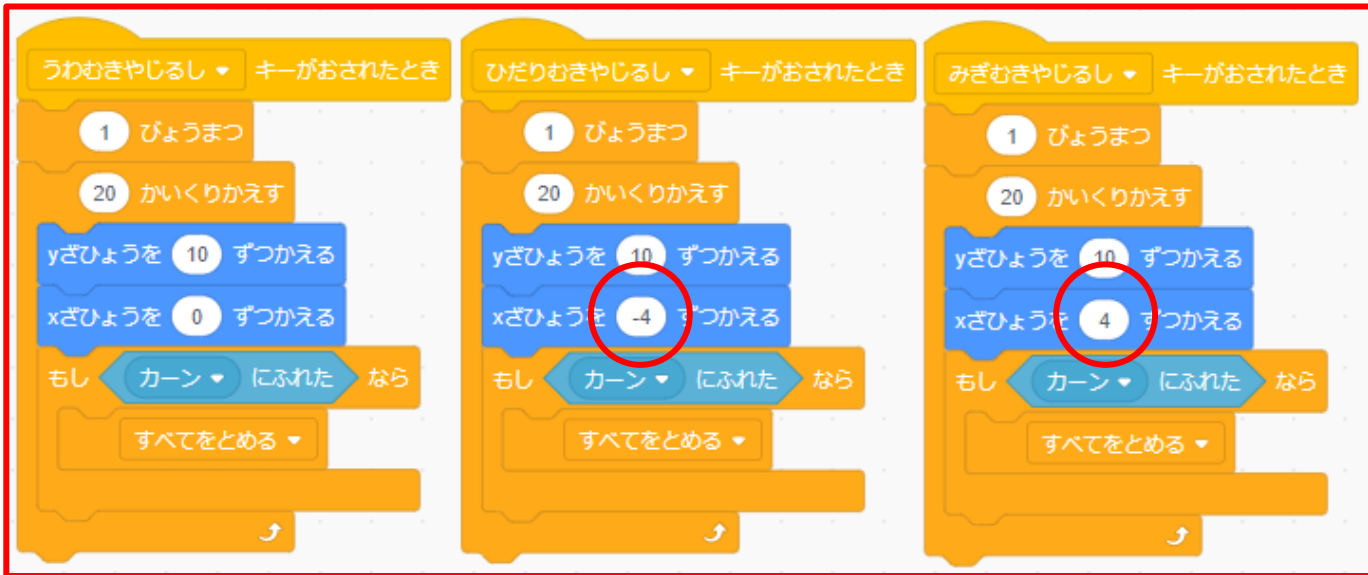 うわむきやじるし キーがおされたとき
1 びょうまつ
20 かいくりかえす
yざひょうを 10 ずつかえる
xざひょうを 0 ずつかえる
もし カーン にふれた なら
すべてをとめる
ひだりむきやじるし キーがおされたとき
1 びょうまつ
20 かいくりかえす
yざひょうを 10 ずつかえる
xざひょうを -4 ずつかえる
もし カーン にふれた なら
すべてをとめる
みぎむきやじるし キーがおされたとき
1 びょうまつ
20 かいくりかえす
yざひょうを 10 ずつかえる
xざひょうを 4 ずつかえる
もし カーン にふれた なら
すべてをとめる